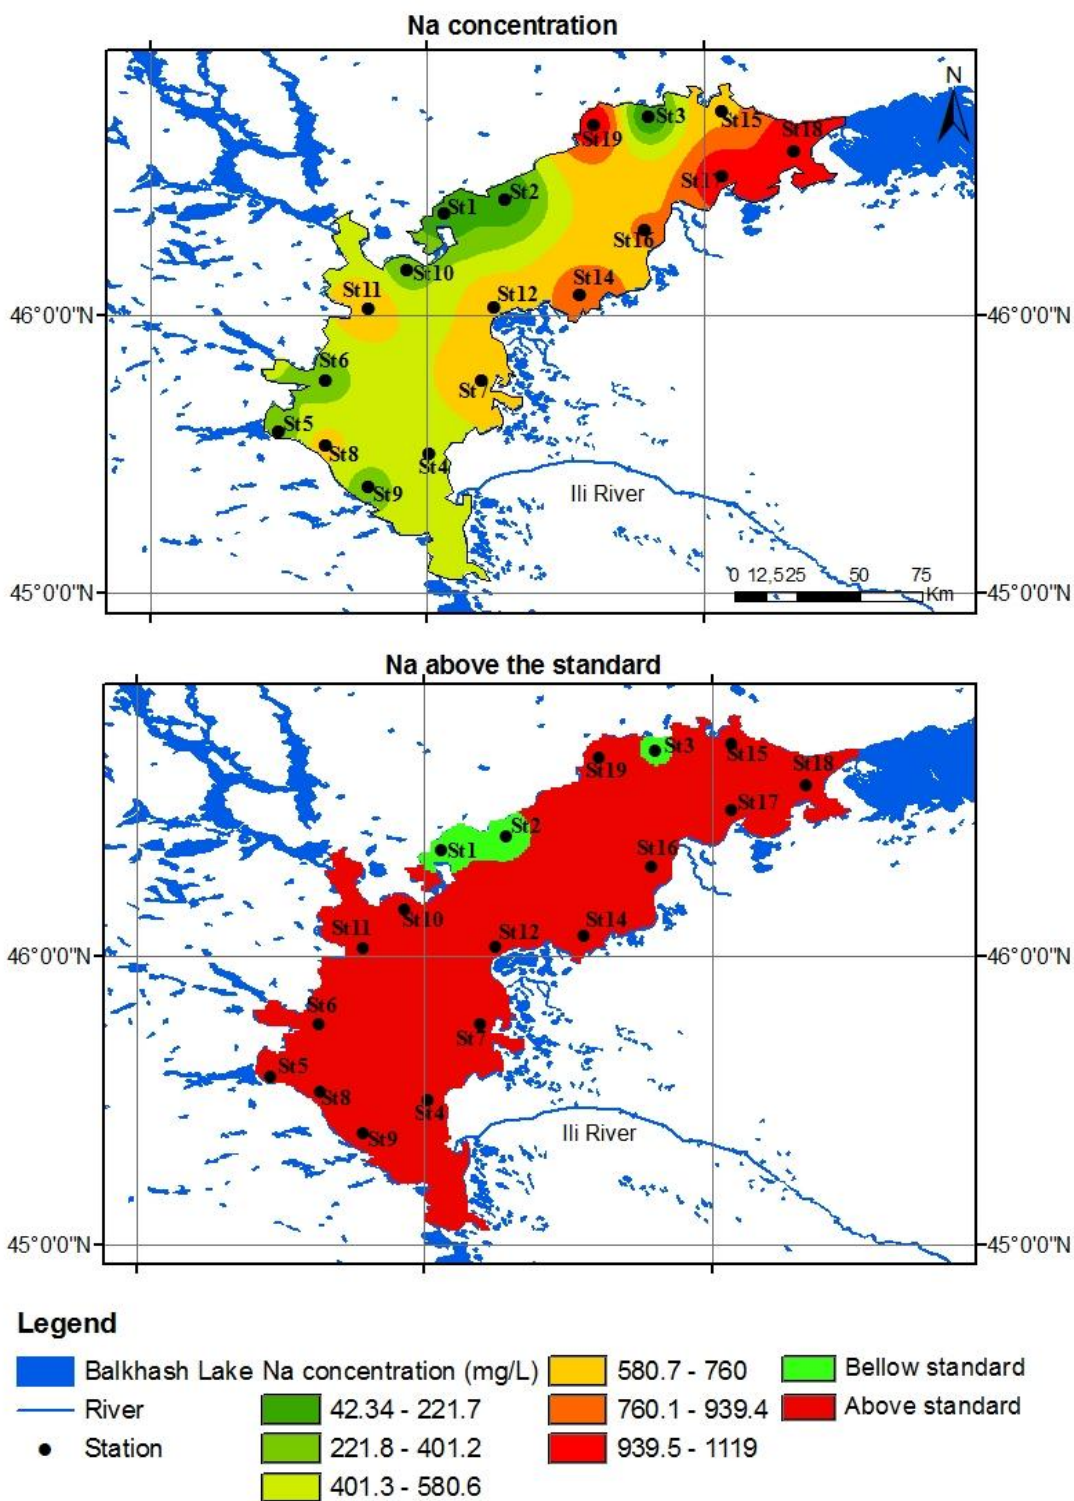 Na concentration
N
St3
St15
St19
St18
St1
St2
St1
St16
St10
St14
St11
St12
46°0'0"N
46°0'0"N
St6
St7
St5
St8
St4
St9
Ili River
0 12,525 50 75
Km
45°0'0"N
45°0'0"N
Na above the standard
St3
St15
St19
St18
St17
St2
St1
St16
St10
St14
St11
St12
46°0'0"N
46°0'0"N
St6
St7
St5
St8
St4
St9
Ili River
45°0'0"N
45°0'0"N
Legend
Balkhash Lake Na concentration (mg/L) 580.7 - 760 Bellow standard
River 42.34 - 221.7 760.1 - 939.4 Above standard
Station 221.8 - 401.2 939.5 - 1119
401.3 - 580.6